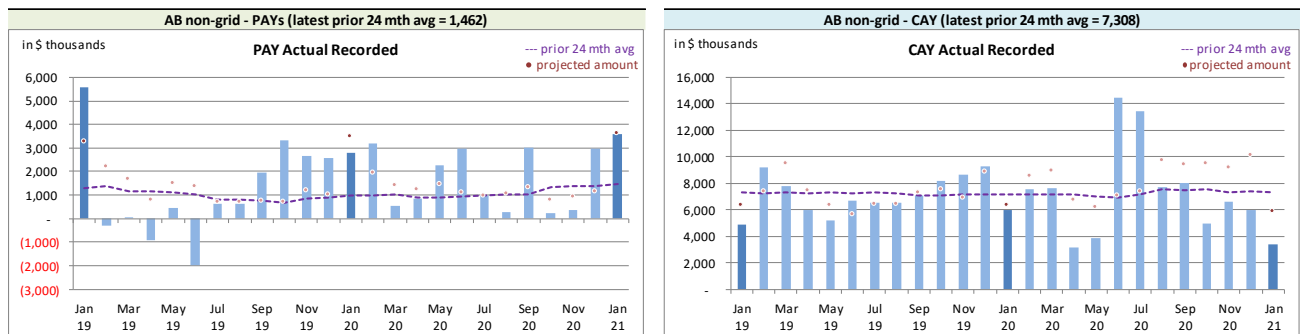 AB non-grid - PAYs (latest prior 24 mth avg = 1,462)
in $ thousands
PAY Actual Recorded
--- prior 24 mth avg
• projected amount
6,000
5,000
4,000
3,000
2,000
1,000
-
(1,000)
(2,000)
(3,000)
Jan Mar May Jul Sep Nov Jan Mar May Jul Sep Nov Jan
19 19 19 19 19 19 20 20 20 20 20 20 21
AB non-grid - CAY (latest prior 24 mth avg = 7,308)
in $ thousands
CAY Actual Recorded
--- prior 24 mth avg
• projected amount
16,000
14,000
12,000
10,000
8,000
6,000
4,000
2,000
-
Jan Mar May Jul Sep Nov Jan Mar May Jul Sep Nov Jan
19 19 19 19 19 19 20 20 20 20 20 20 21